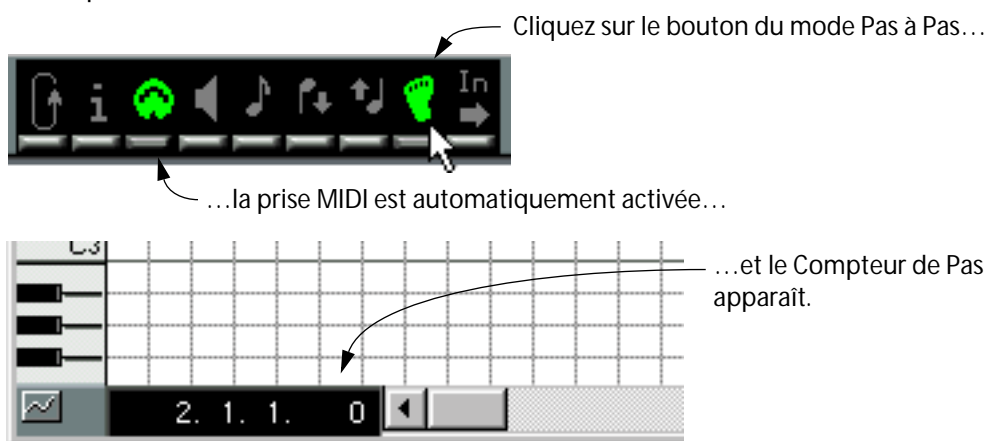 Cliquez sur le bouton du mode Pas à Pas…
In
…la prise MIDI est automatiquement activée…
C3
…et le Compteur de Pas
apparaît.
2. 1. 1. 0